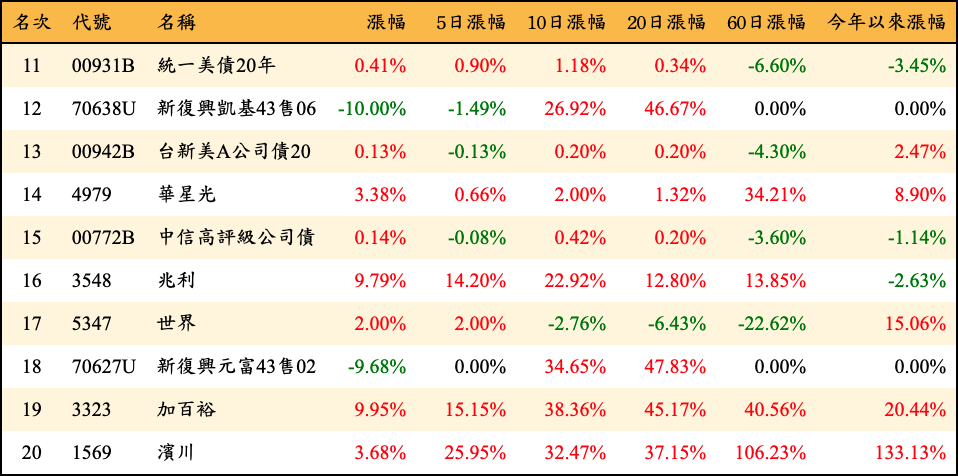 名次 代號 名稱 漲幅 5日漲幅 10日漲幅 20日漲幅 60日漲幅 今年以來漲幅
11 00931B 統一美債20年 0.41% 0.90% 1.18% 0.34% -6.60% -3.45%
12 70638U 新復興凱基43售06 -10.00% -1.49% 26.92% 46.67% 0.00% 0.00%
13 00942B 台新美A公司債20 0.13% -0.13% 0.20% 0.20% -4.30% 2.47%
14 4979 華星光 3.38% 0.66% 2.00% 1.32% 34.21% 8.90%
15 00772B 中信高評級公司債 0.14% -0.08% 0.42% 0.20% -3.60% -1.14%
16 3548 兆利 9.79% 14.20% 22.92% 12.80% 13.85% -2.63%
17 5347 世界 2.00% 2.00% -2.76% -6.43% -22.62% 15.06%
18 70627U 新復興元富43售02 -9.68% 0.00% 34.65% 47.83% 0.00% 0.00%
19 3323 加百裕 9.95% 15.15% 38.36% 45.17% 40.56% 20.44%
20 1569 濱川 3.68% 25.95% 32.47% 37.15% 106.23% 133.13%